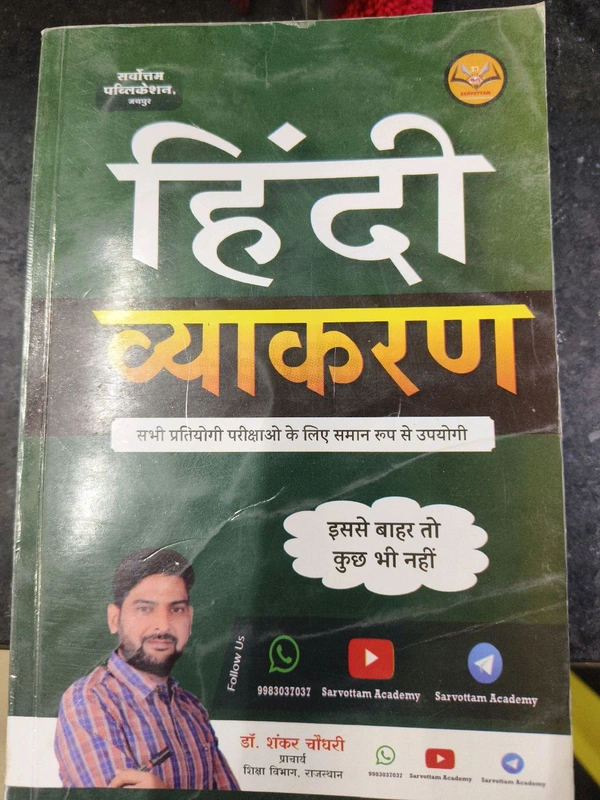 सर्वोत्तम
पब्लिकेशन,
जयपुर
SARVOTTAM
हिंदी
व्याकरण
सभी प्रतियोगी परीक्षाओ के लिए समान रूप से उपयोगी
इससे बाहर तो
कुछ भी नहीं
Follow Us
9983037037 Sarvottam Academy Sarvottam Academy
डॉ. शंकर चौधरी
प्राचार्य
शिक्षा विभाग, राजस्थान
9983037037 Sarvottam Academy Sarvottam Academy